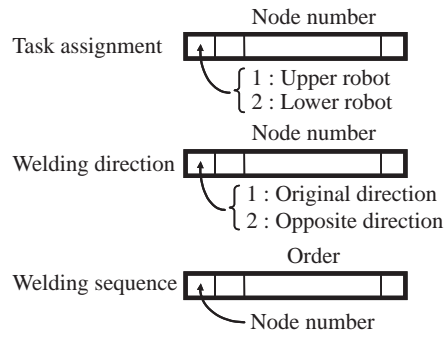 Node number
Task assignment
1 : Upper robot
2 : Lower robot
Node number
Welding direction
1 : Original direction
2 : Opposite direction
Order
Welding sequence
Node number